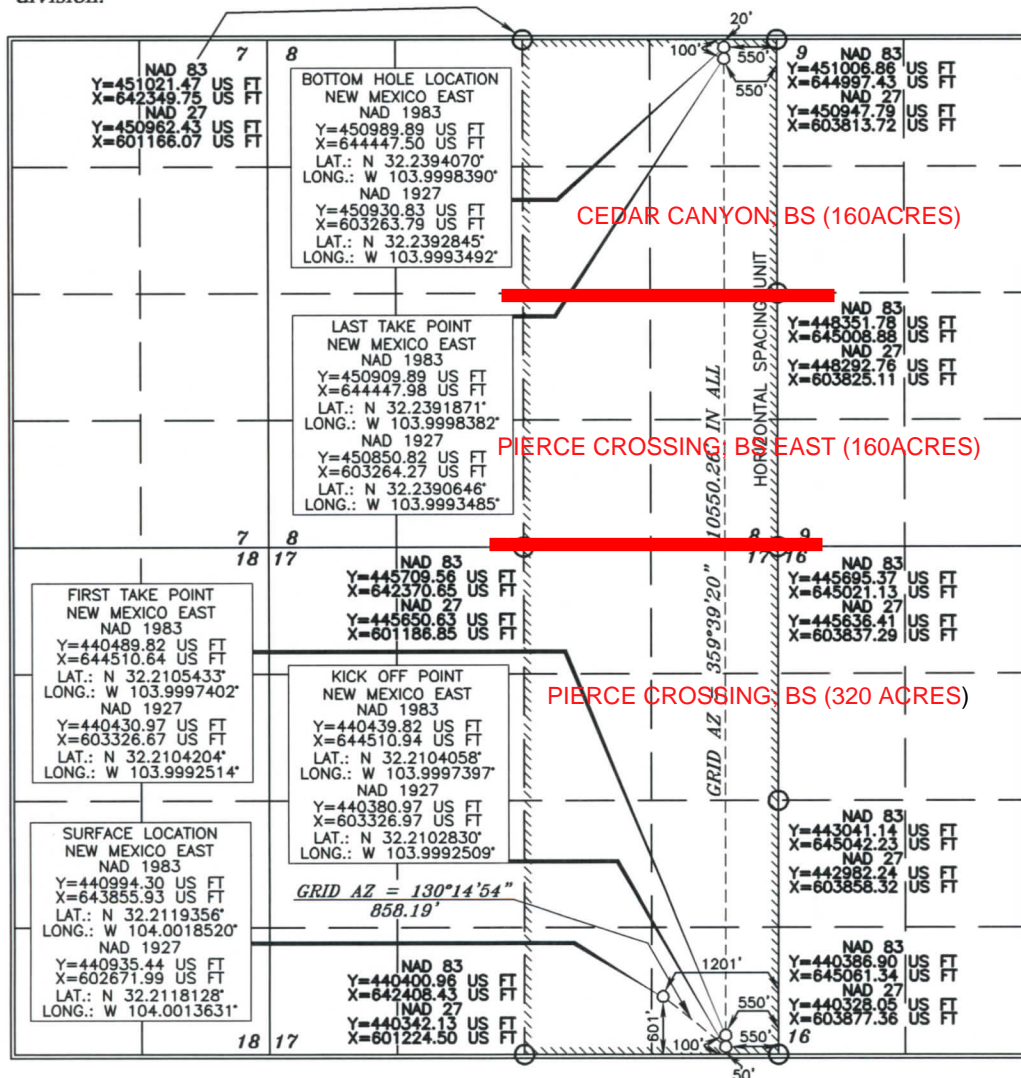 division.
20'
7 8
100'
550'
9
550'
NAD 83
Y=451021.47 US FT
X=642349.75 US FT
NAD 27
Y=450962.43 US FT
X=601166.07 US FT
BOTTOM HOLE LOCATION
NEW MEXICO EAST
NAD 1983
Y=450989.89 US FT
X=644447.50 US FT
LAT.: N 32.2394070°
LONG.: W 103.9998390°
NAD 1927
Y=450930.83 US FT
X=603263.79 US FT
LAT.: N 32.2392845°
LONG.: W 103.9993492°
NAD 83
Y=451006.86 US FT
X=644997.43 US FT
NAD 27
Y=450947.79 US FT
X=603813.72 US FT
CEDAR CANYON; BS (160ACRES)
HORIZONTAL SPACING UNIT
LAST TAKE POINT
NEW MEXICO EAST
NAD 1983
Y=450909.89 US FT
X=644447.98 US FT
LAT.: N 32.2391871°
LONG.: W 103.9998382°
NAD 1927
Y=450850.82 US FT
X=603264.27 US FT
LAT.: N 32.2390646°
LONG.: W 103.9993485°
NAD 83
Y=448351.78 US FT
X=645008.88 US FT
NAD 27
Y=448292.76 US FT
X=603825.11 US FT
PIERCE CROSSING; BS EAST (160ACRES)
GRID AZ = 359°39'20" 10550.26' IN ALL
7 8
18 17
8 9
17 16
NAD 83
Y=445709.56 US FT
X=642370.65 US FT
NAD 27
Y=445650.63 US FT
X=601186.85 US FT
NAD 83
Y=445695.37 US FT
X=645021.13 US FT
NAD 27
Y=445636.41 US FT
X=603837.29 US FT
FIRST TAKE POINT
NEW MEXICO EAST
NAD 1983
Y=440489.82 US FT
X=644510.64 US FT
LAT.: N 32.2105433°
LONG.: W 103.9997402°
NAD 1927
Y=440430.97 US FT
X=603326.67 US FT
LAT.: N 32.2104204°
LONG.: W 103.9992514°
KICK OFF POINT
NEW MEXICO EAST
NAD 1983
Y=440439.82 US FT
X=644510.94 US FT
LAT.: N 32.2104058°
LONG.: W 103.9997397°
NAD 1927
Y=440380.97 US FT
X=603326.97 US FT
LAT.: N 32.2102830°
LONG.: W 103.9992509°
PIERCE CROSSING; BS (320 ACRES)
SURFACE LOCATION
NEW MEXICO EAST
NAD 1983
Y=440994.30 US FT
X=643855.93 US FT
LAT.: N 32.2119356°
LONG.: W 104.0018520°
NAD 1927
Y=440935.44 US FT
X=602671.99 US FT
LAT.: N 32.2118128°
LONG.: W 104.0013631°
GRID AZ = 130°14'54"
858.19'
NAD 83
Y=443041.14 US FT
X=645042.23 US FT
NAD 27
Y=442982.24 US FT
X=603858.32 US FT
NAD 83
Y=440400.96 US FT
X=642408.43 US FT
NAD 27
Y=440342.13 US FT
X=601224.50 US FT
1201'
601'
550'
100'
550'
50'
NAD 83
Y=440386.90 US FT
X=645061.34 US FT
NAD 27
Y=440328.05 US FT
X=603877.36 US FT
18 17
16